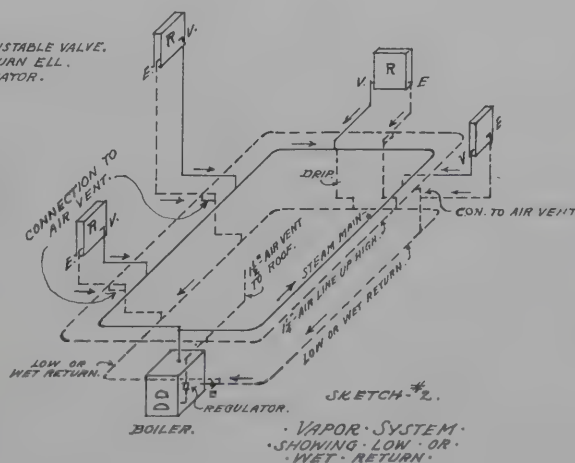 USTABLE VALVE.
URN ELL.
ATOR.
R
V.
E.
R
V.
E
E
V
DRIP
CONNECTION TO
AIR VENT.
CON. TO AIR VENT
R
V.
E.
1½" AIR VENT
TO ROOF.
STEAM MAIN.
1¼" AIR LINE UP HIGH.
LOW OR WET RETURN.
LOW OR
WET RETURN.
REGULATOR.
BOILER.
SKETCH-#2.
· VAPOR · SYSTEM ·
· SHOWING · LOW · OR ·
· WET · RETURN ·